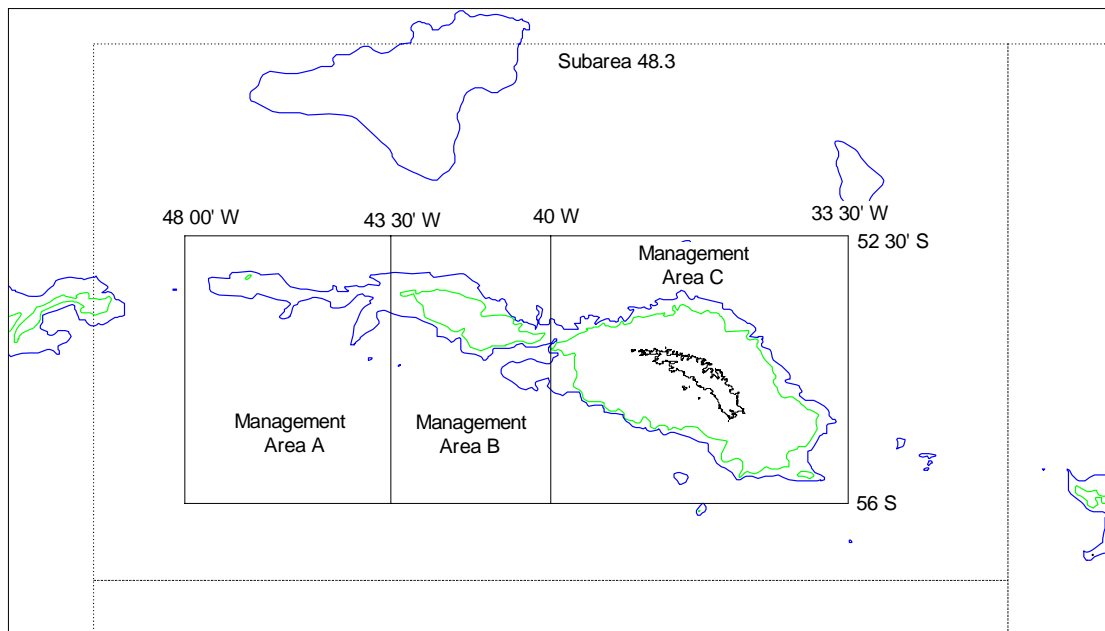 Subarea 48.3
48 00' W
43 30' W
40 W
33 30' W
52 30' S
Management
Area C
Management
Area A
Management
Area B
56 S